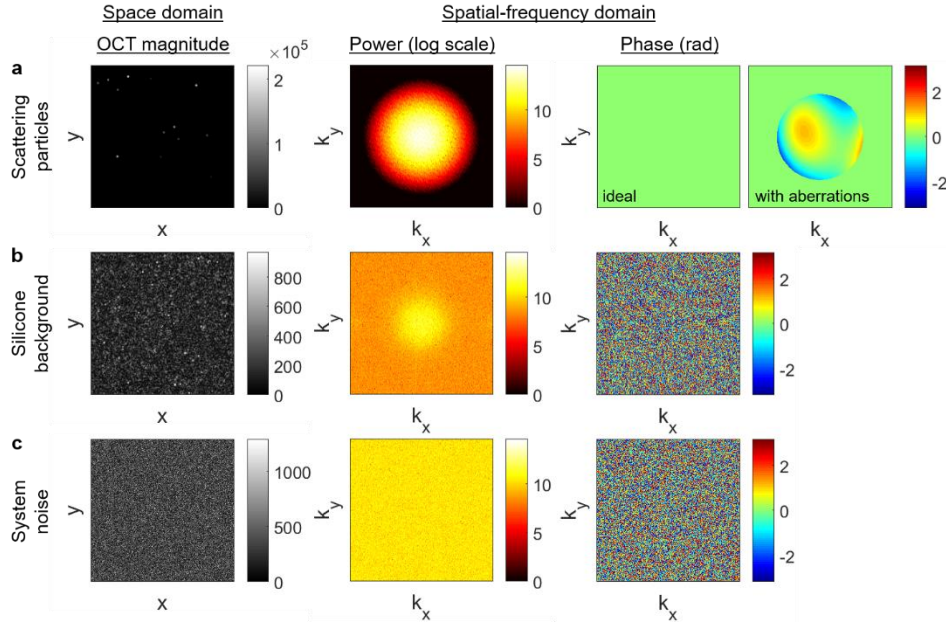 Space domain
Spatial-frequency domain
OCT magnitude
Power (log scale)
Phase (rad)
a
Scattering
particles
y
x
×10^5
2
1
0
k_y
k_x
10
5
0
k_y
ideal
k_x
with aberrations
k_x
2
0
-2
b
Silicone
background
y
x
800
600
400
200
0
k_y
k_x
10
5
0
k_y
k_x
2
0
-2
c
System
noise
y
x
1000
500
0
k_y
k_x
10
5
0
k_y
k_x
2
0
-2